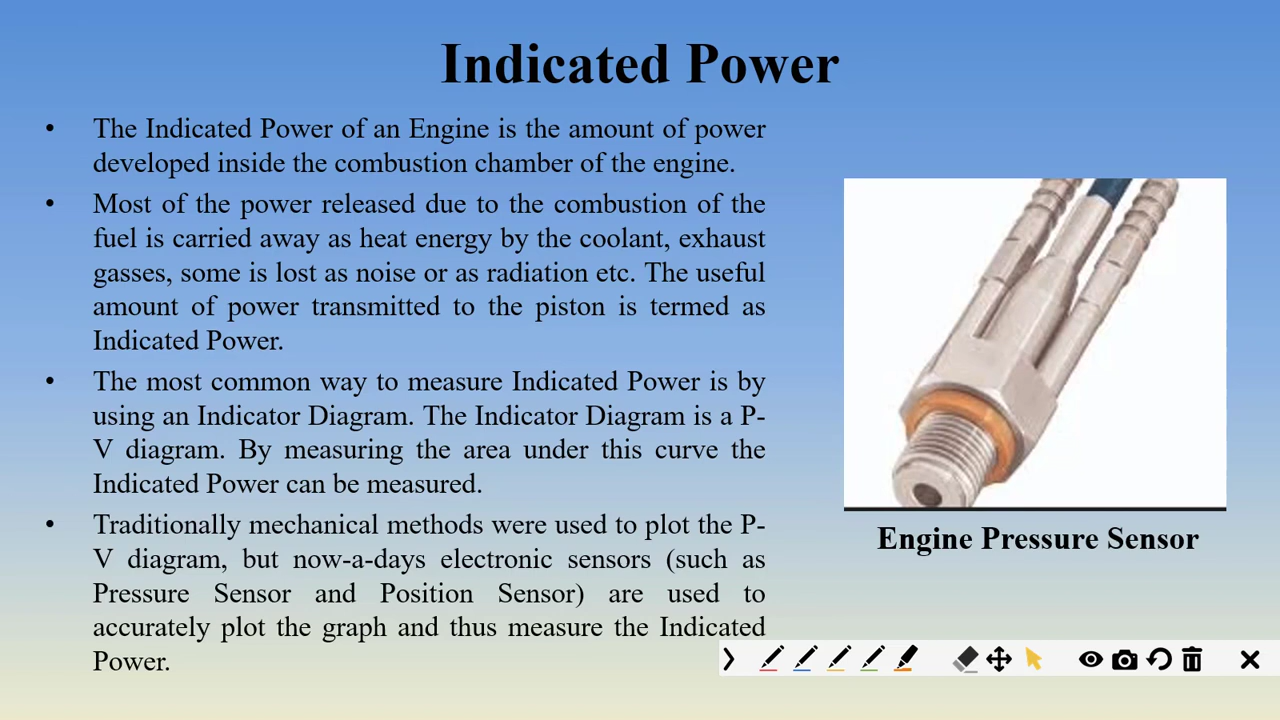 Indicated Power
• The Indicated Power of an Engine is the amount of power
developed inside the combustion chamber of the engine.
• Most of the power released due to the combustion of the
fuel is carried away as heat energy by the coolant, exhaust
gasses, some is lost as noise or as radiation etc. The useful
amount of power transmitted to the piston is termed as
Indicated Power.
• The most common way to measure Indicated Power is by
using an Indicator Diagram. The Indicator Diagram is a P-
V diagram. By measuring the area under this curve the
Indicated Power can be measured.
• Traditionally mechanical methods were used to plot the P-
V diagram, but now-a-days electronic sensors (such as
Pressure Sensor and Position Sensor) are used to
accurately plot the graph and thus measure the Indicated
Power.
Engine Pressure Sensor